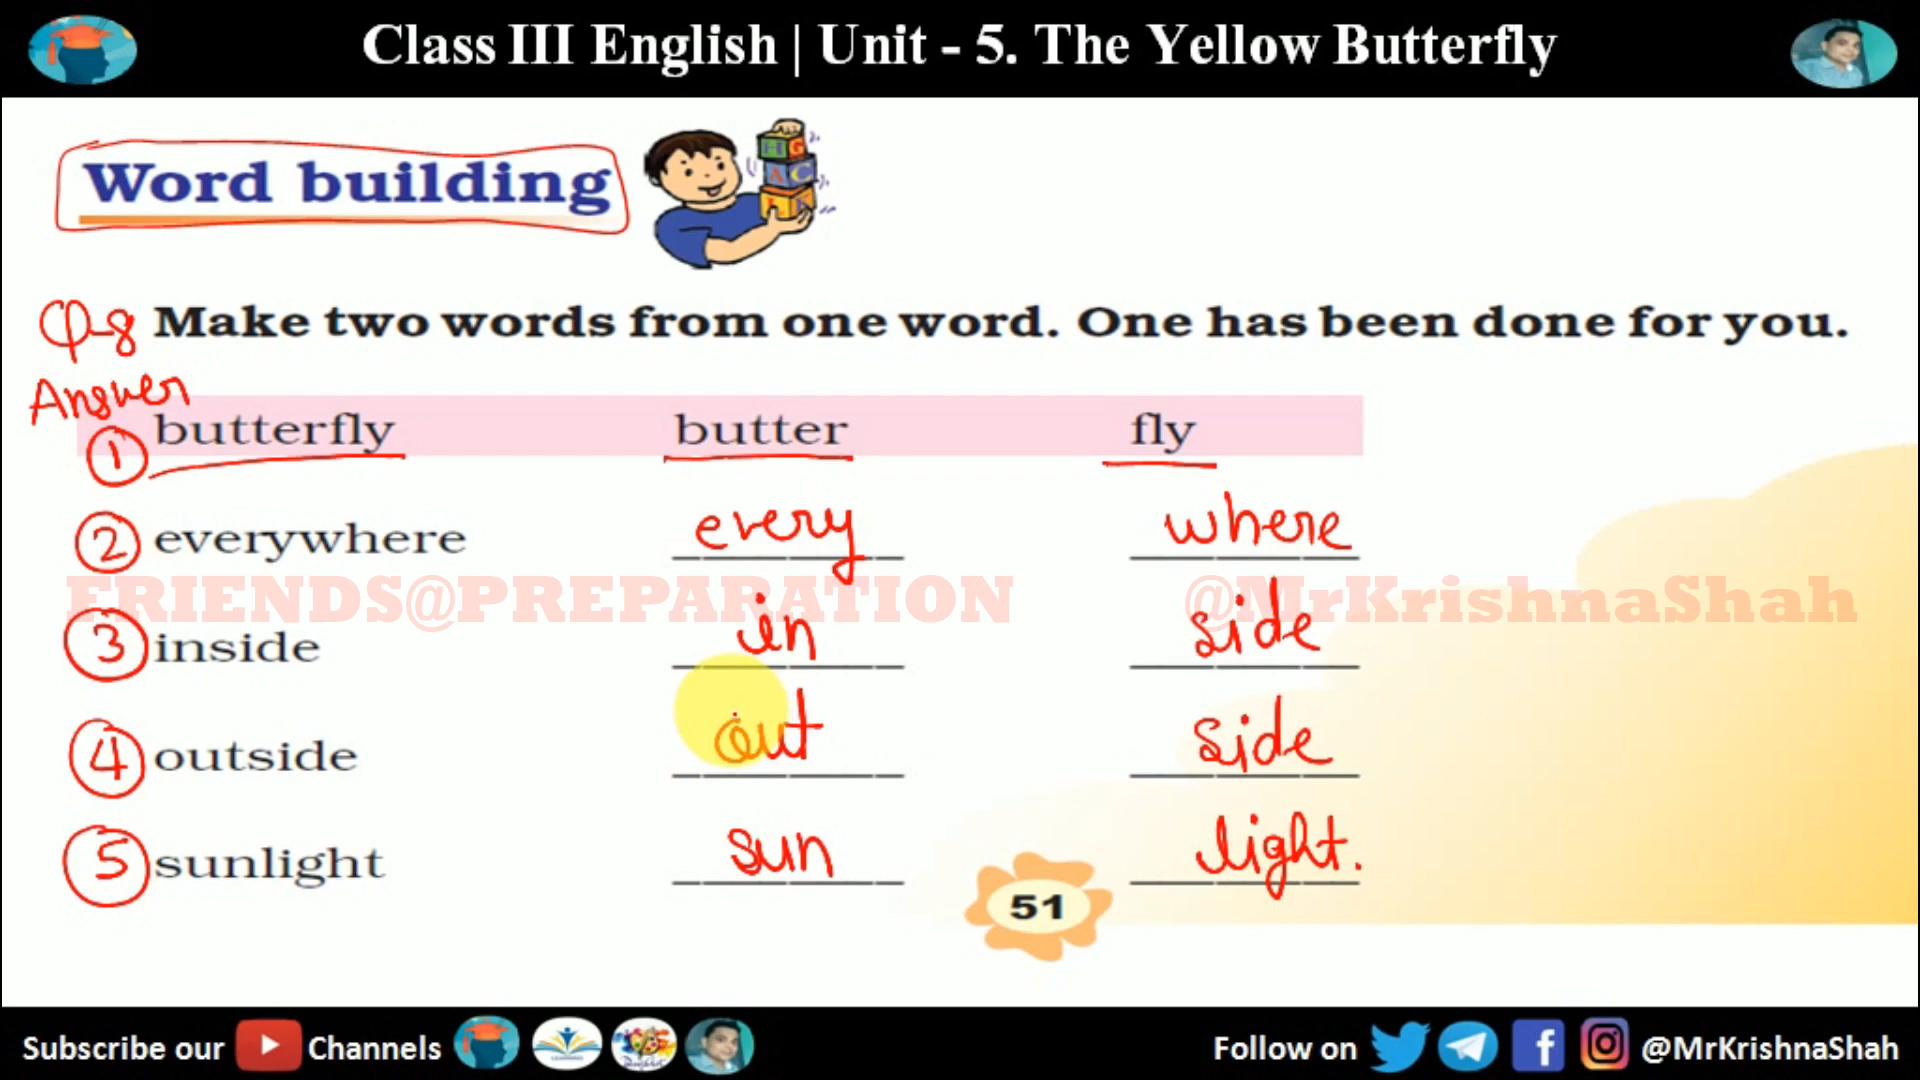 Class III English | Unit - 5. The Yellow Butterfly
Word building
H G
A C
Q-8 Make two words from one word. One has been done for you.
Answer
① butterfly butter fly
② everywhere every where
FRIENDS@PREPARATION @MrKrishnaShah
③ inside in side
④ outside out side
⑤ sunlight sun light.
51
Subscribe our Channels Follow on @MrKrishnaShah